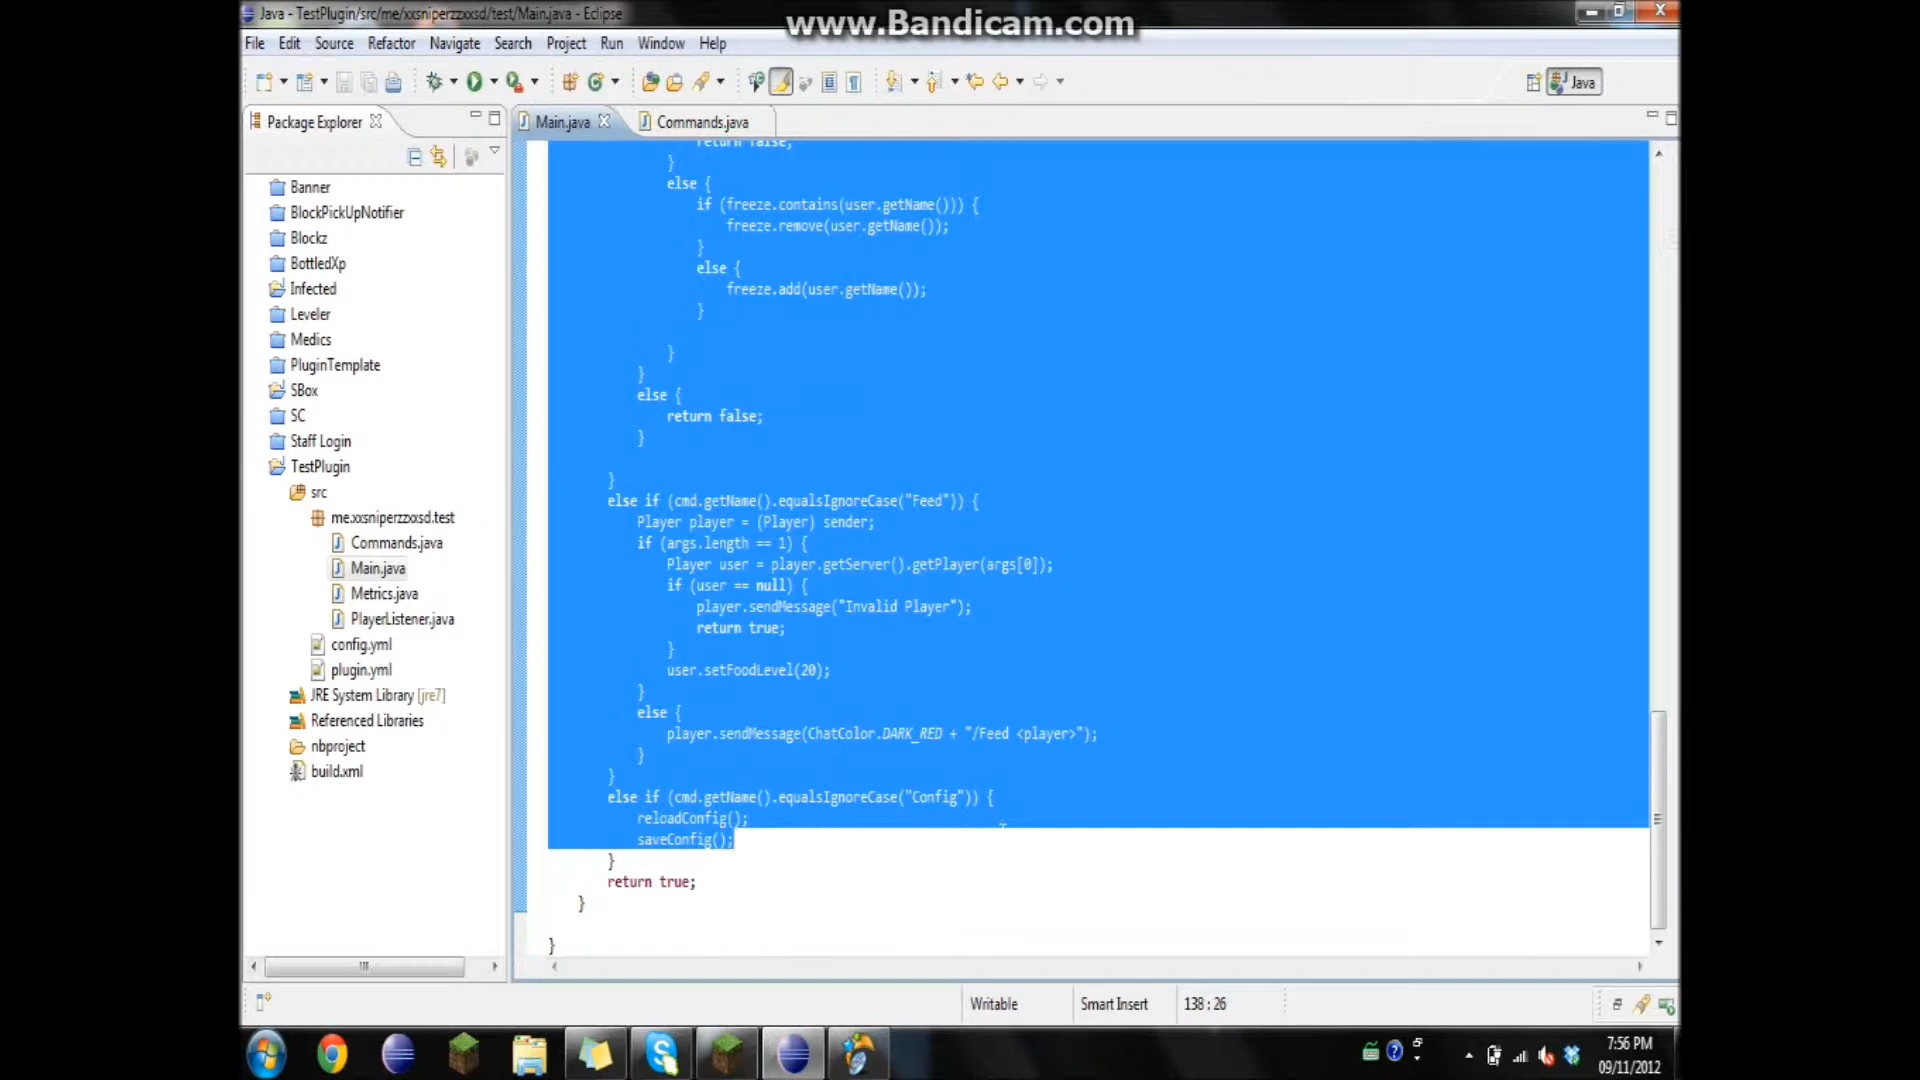 Java - TestPlugin/src/me/xxsniperzzxxsd/test/Main.java - Eclipse
www.Bandicam.com
File Edit Source Refactor Navigate Search Project Run Window Help
Java
Package Explorer
Main.java
Commands.java
Banner
BlockPickUpNotifier
Blockz
BottledXp
Infected
Leveler
Medics
PluginTemplate
SBox
SC
Staff Login
TestPlugin
src
me.xxsniperzzxxsd.test
Commands.java
Main.java
Metrics.java
PlayerListener.java
config.yml
plugin.yml
JRE System Library [jre7]
Referenced Libraries
nbproject
build.xml
return false;
}
else {
if (freeze.contains(user.getName())) {
freeze.remove(user.getName());
}
else {
freeze.add(user.getName());
}
}
}
else {
return false;
}
}
else if (cmd.getName().equalsIgnoreCase("Feed")) {
Player player = (Player) sender;
if (args.length == 1) {
Player user = player.getServer().getPlayer(args[0]);
if (user == null) {
player.sendMessage("Invalid Player");
return true;
}
user.setFoodLevel(20);
}
else {
player.sendMessage(ChatColor.DARK_RED + "/Feed <player>");
}
}
else if (cmd.getName().equalsIgnoreCase("Config")) {
reloadConfig();
saveConfig();
}
return true;
}
}
Writable
Smart Insert
138 : 26
7:56 PM
09/11/2012